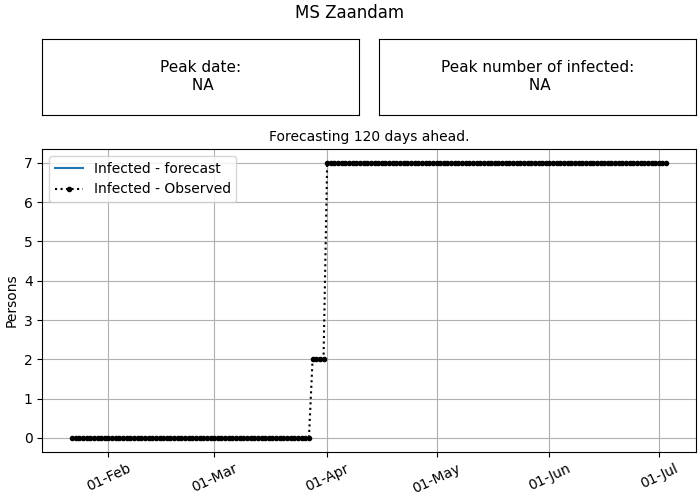 MS Zaandam
Peak date:
NA
Peak number of infected:
NA
Forecasting 120 days ahead.
Infected - forecast
Infected - Observed
Persons
7
6
5
4
3
2
1
0
01-Feb
01-Mar
01-Apr
01-May
01-Jun
01-Jul